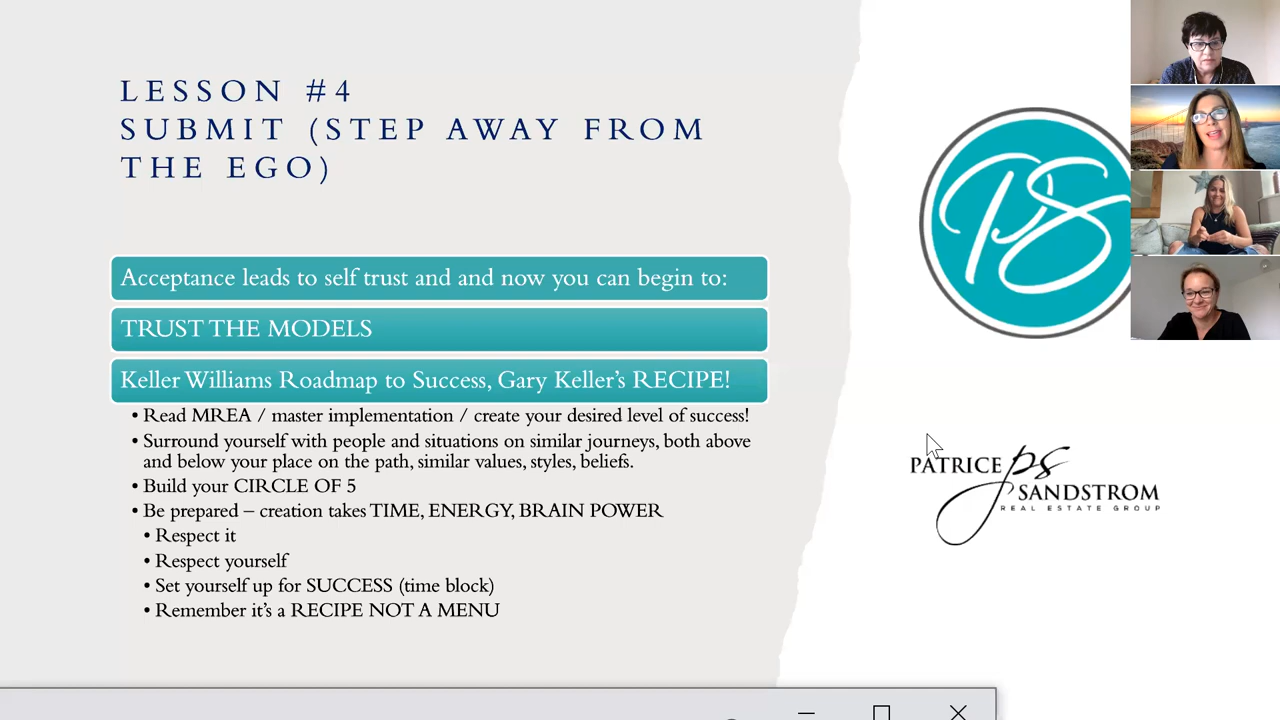 LESSON #4
SUBMIT (STEP AWAY FROM
THE EGO)
Acceptance leads to self trust and and now you can begin to:
TRUST THE MODELS
Keller Williams Roadmap to Success, Gary Keller's RECIPE!
• Read MREA / master implementation / create your desired level of success!
• Surround yourself with people and situations on similar journeys, both above
and below your place on the path, similar values, styles, beliefs.
• Build your CIRCLE OF 5
• Be prepared – creation takes TIME, ENERGY, BRAIN POWER
• Respect it
• Respect yourself
• Set yourself up for SUCCESS (time block)
• Remember it's a RECIPE NOT A MENU
PS
PATRICE ps
SANDSTROM
REAL ESTATE GROUP